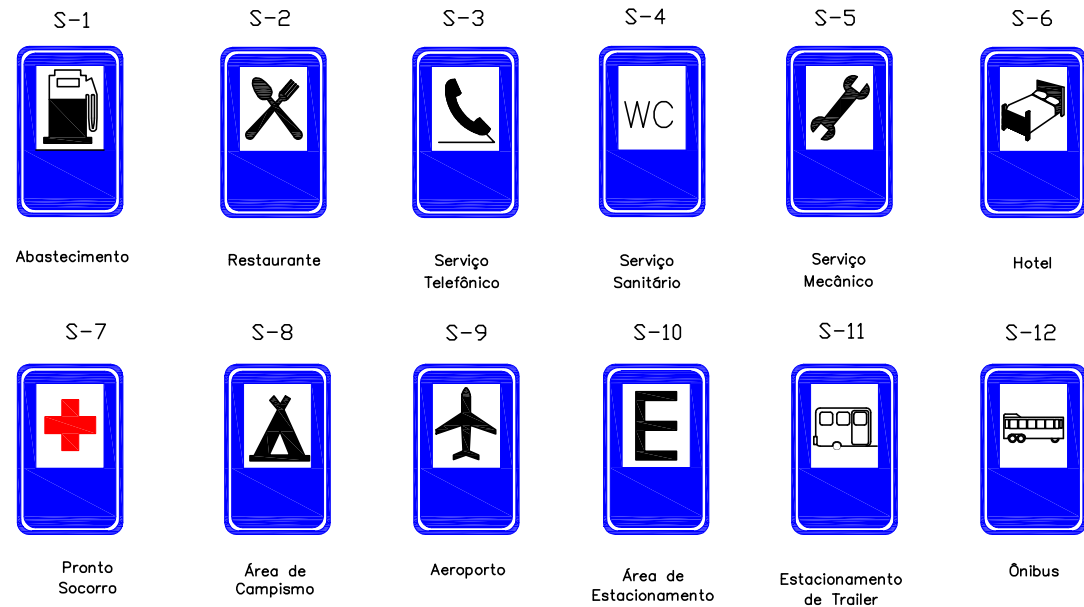 S-1 S-2 S-3 S-4 S-5 S-6
WC
Abastecimento Restaurante Serviço Serviço Serviço Hotel
Telefônico Sanitário Mecânico
S-7 S-8 S-9 S-10 S-11 S-12
E
Pronto Área de Aeroporto Área de Estacionamento Ônibus
Socorro Campismo Estacionamento de Trailer